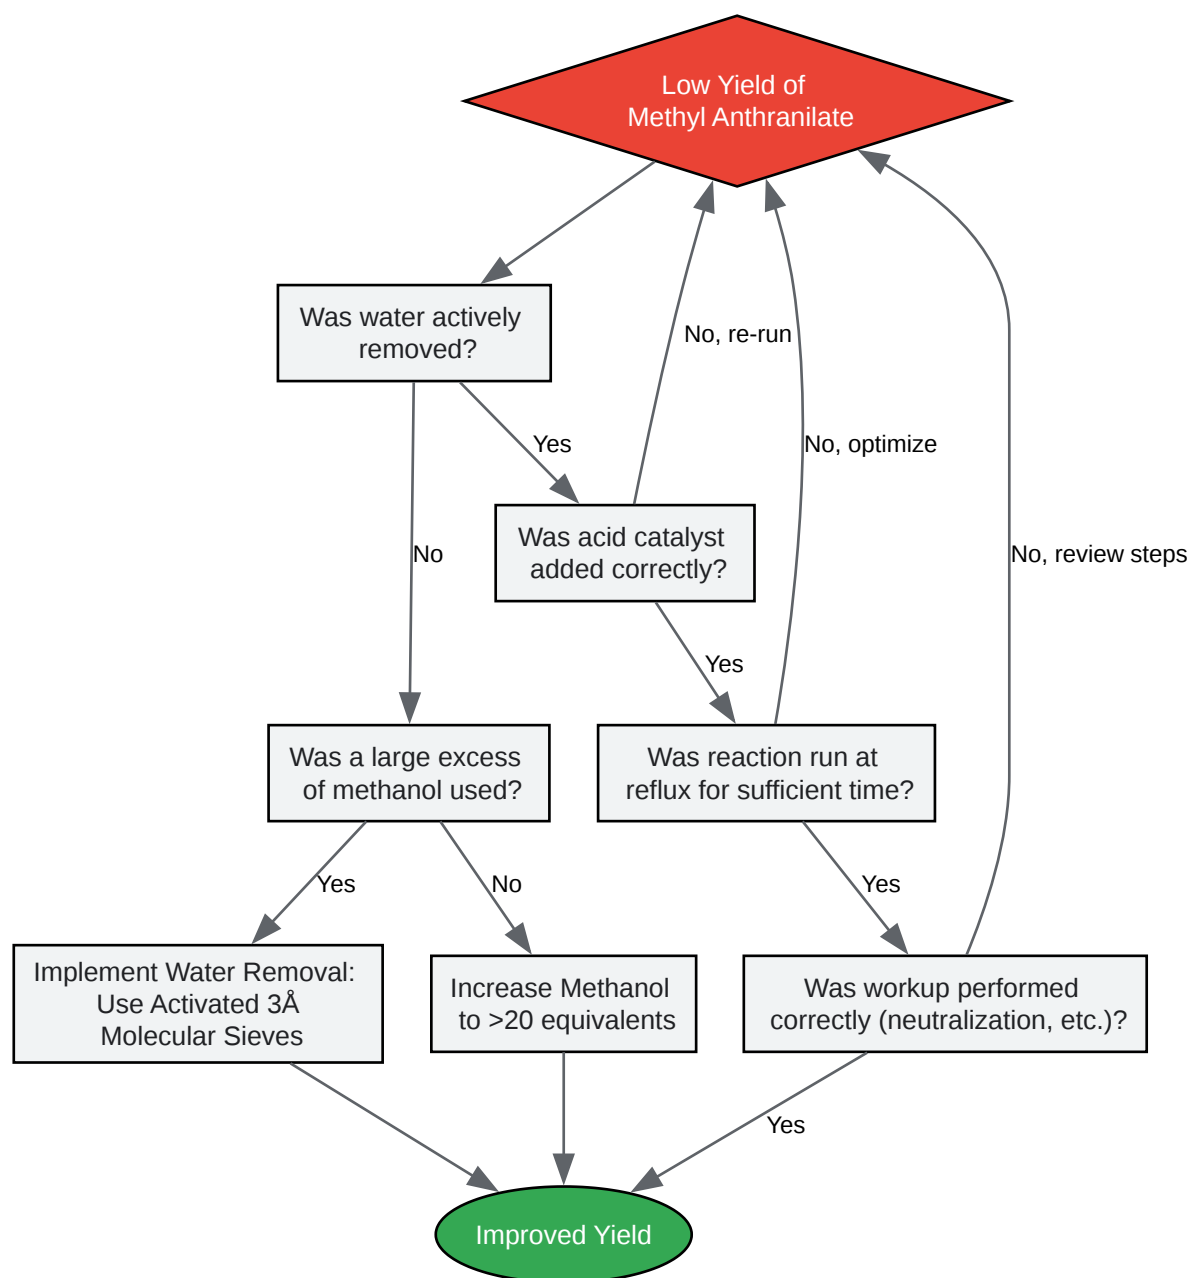 Low Yield of
Methyl Anthranilate
Was water actively
removed?
No, re-run
Yes
No, optimize
Was acid catalyst
added correctly?
No
No, review steps
Yes
Was a large excess
of methanol used?
Was reaction run at
reflux for sufficient time?
Yes
No
Yes
Implement Water Removal:
Use Activated 3Å
Molecular Sieves
Increase Methanol
to >20 equivalents
Was workup performed
correctly (neutralization, etc.)?
Yes
Improved Yield